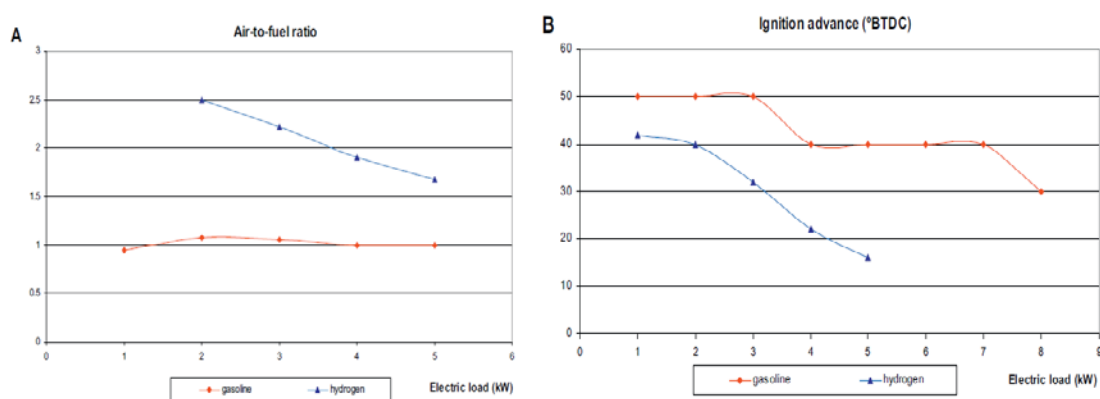 A
Air-to-fuel ratio
3
2.5
2
1.5
1
0.5
0
0 1 2 3 4 5 6
gasoline hydrogen Electric load (kW)
B
Ignition advance (ºBTDC)
60
50
40
30
20
10
0
0 1 2 3 4 5 6 7 8 9
gasoline hydrogen Electric load (kW)